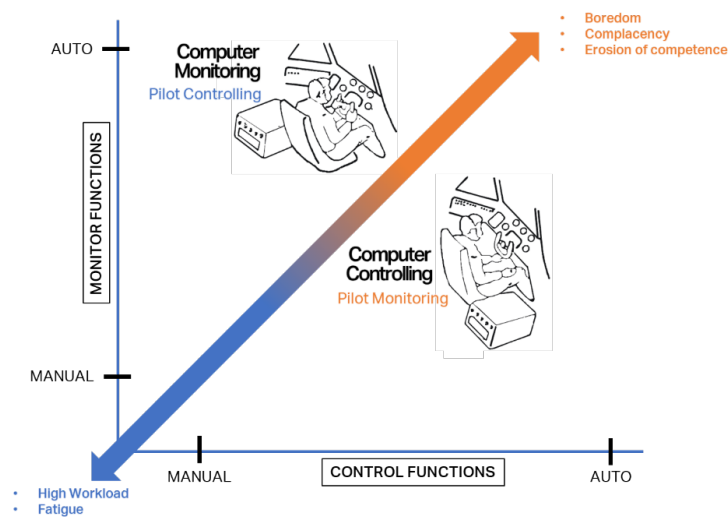 • Boredom
• Complacency
• Erosion of competence
AUTO
Computer
Monitoring
Pilot Controlling
MONITOR FUNCTIONS
Computer
Controlling
Pilot Monitoring
MANUAL
MANUAL
CONTROL FUNCTIONS
AUTO
• High Workload
• Fatigue